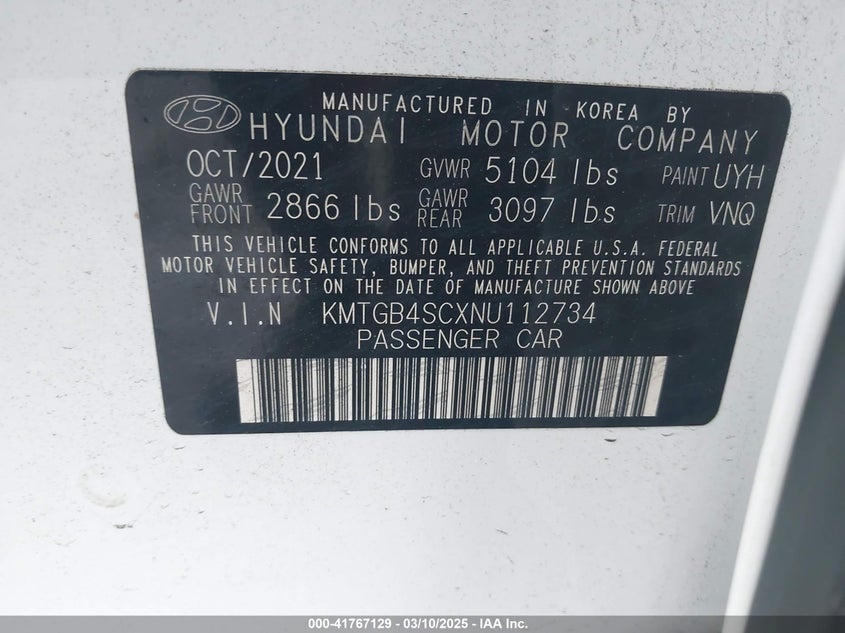 MANUFACTURED IN KOREA BY
HYUNDAI MOTOR COMPANY
OCT/2021 GVWR 5104 lbs PAINT UYH
GAWR FRONT 2866 lbs GAWR REAR 3097 lbs TRIM VNQ
THIS VEHICLE CONFORMS TO ALL APPLICABLE U.S.A. FEDERAL
MOTOR VEHICLE SAFETY, BUMPER, AND THEFT PREVENTION STANDARDS
IN EFFECT ON THE DATE OF MANUFACTURE SHOWN ABOVE
V.I.N KMTGB4SCXNU112734
PASSENGER CAR
000-41767129 - 03/10/2025 - IAA Inc.